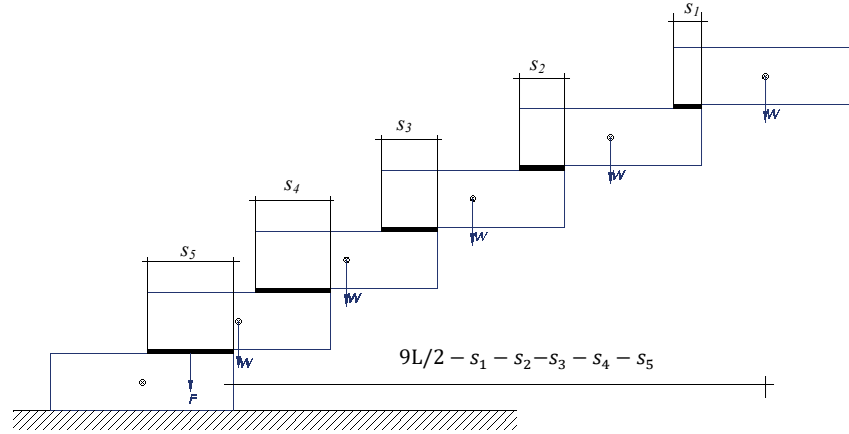 s₁
s₂
W
s₃
W
s₄
W
s₅
W
W
9L/2 − s₁ − s₂−s₃ − s₄ − s₅
F